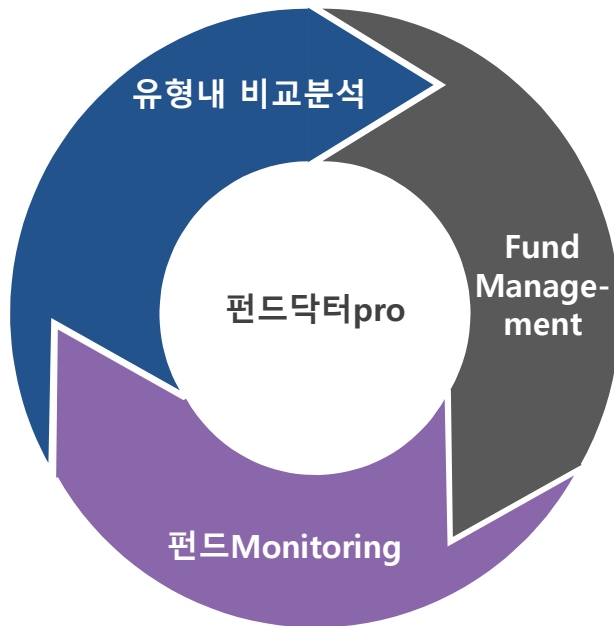 유형내 비교분석
Fund
Manage-
ment
펀드닥터pro
펀드Monitoring